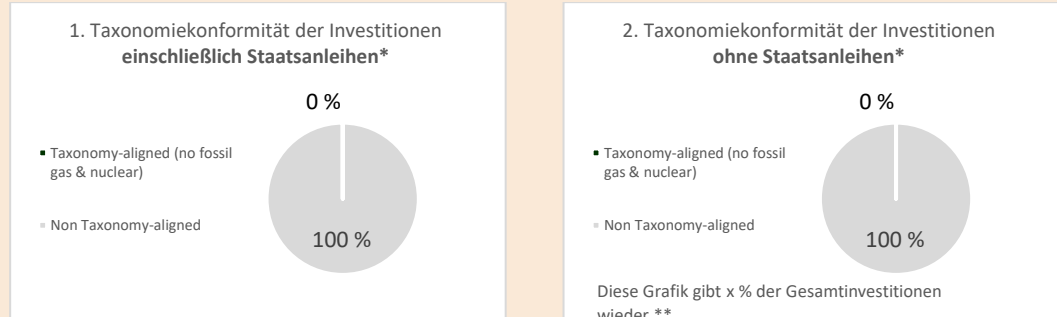 1. Taxonomiekonformität der Investitionen
einschließlich Staatsanleihen*
0 %
Taxonomy-aligned (no fossil
gas & nuclear)
Non Taxonomy-aligned
100 %
2. Taxonomiekonformität der Investitionen
ohne Staatsanleihen*
0 %
Taxonomy-aligned (no fossil
gas & nuclear)
Non Taxonomy-aligned
100 %
Diese Grafik gibt x % der Gesamtinvestitionen
wieder.**